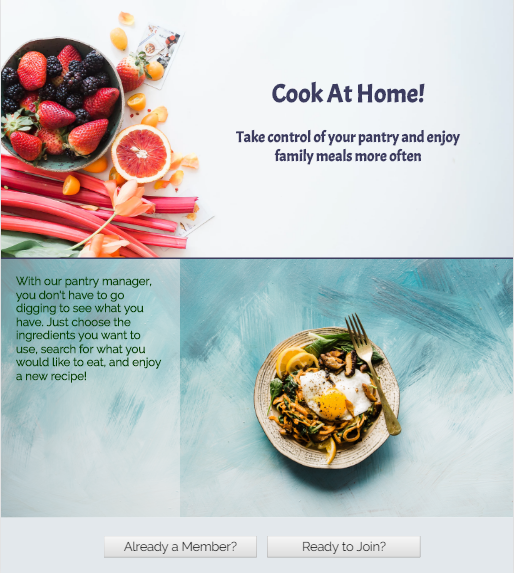 Cook At Home!
Take control of your pantry and enjoy
family meals more often
With our pantry manager,
you don't have to go
digging to see what you
have. Just choose the
ingredients you want to
use, search for what you
would like to eat, and enjoy
a new recipe!
Already a Member?
Ready to Join?